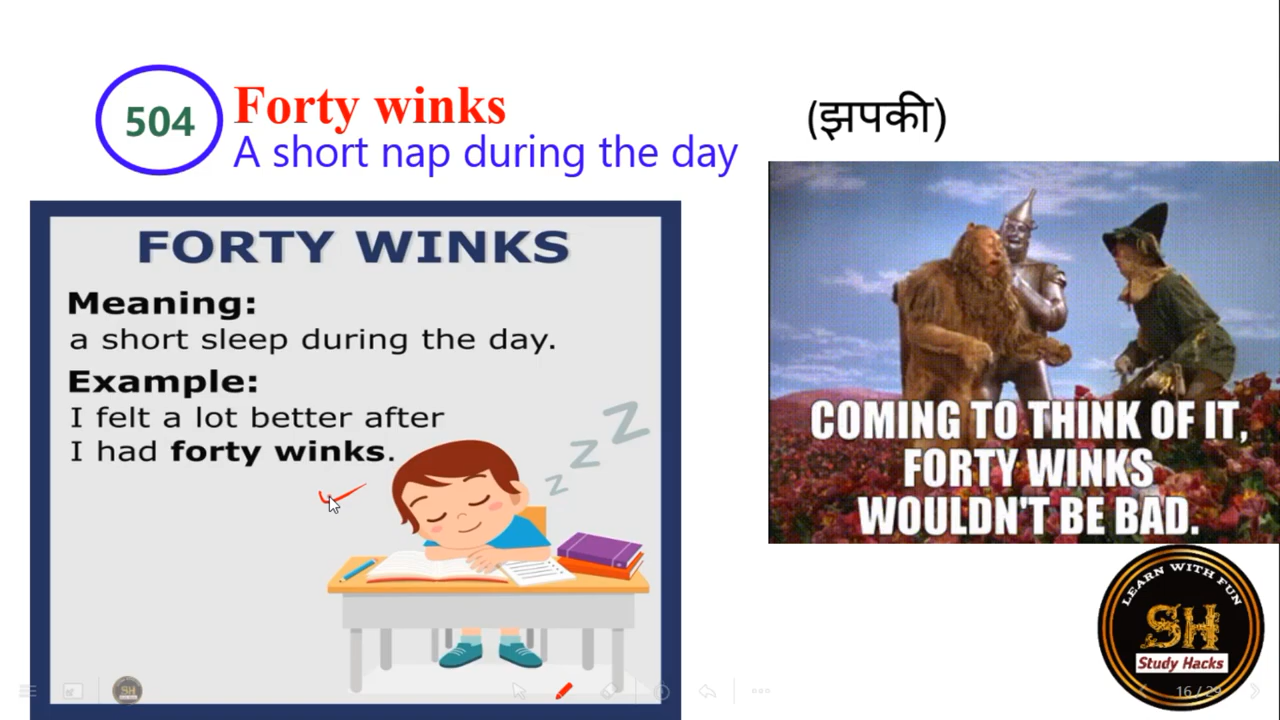 504
Forty winks
A short nap during the day
(झपकी)
FORTY WINKS
Meaning:
a short sleep during the day.
Example:
I felt a lot better after
I had forty winks.
z z z
COMING TO THINK OF IT,
FORTY WINKS
WOULDN'T BE BAD.
LEARN WITH FUN
SH
Study Hacks
SH
16 / 29